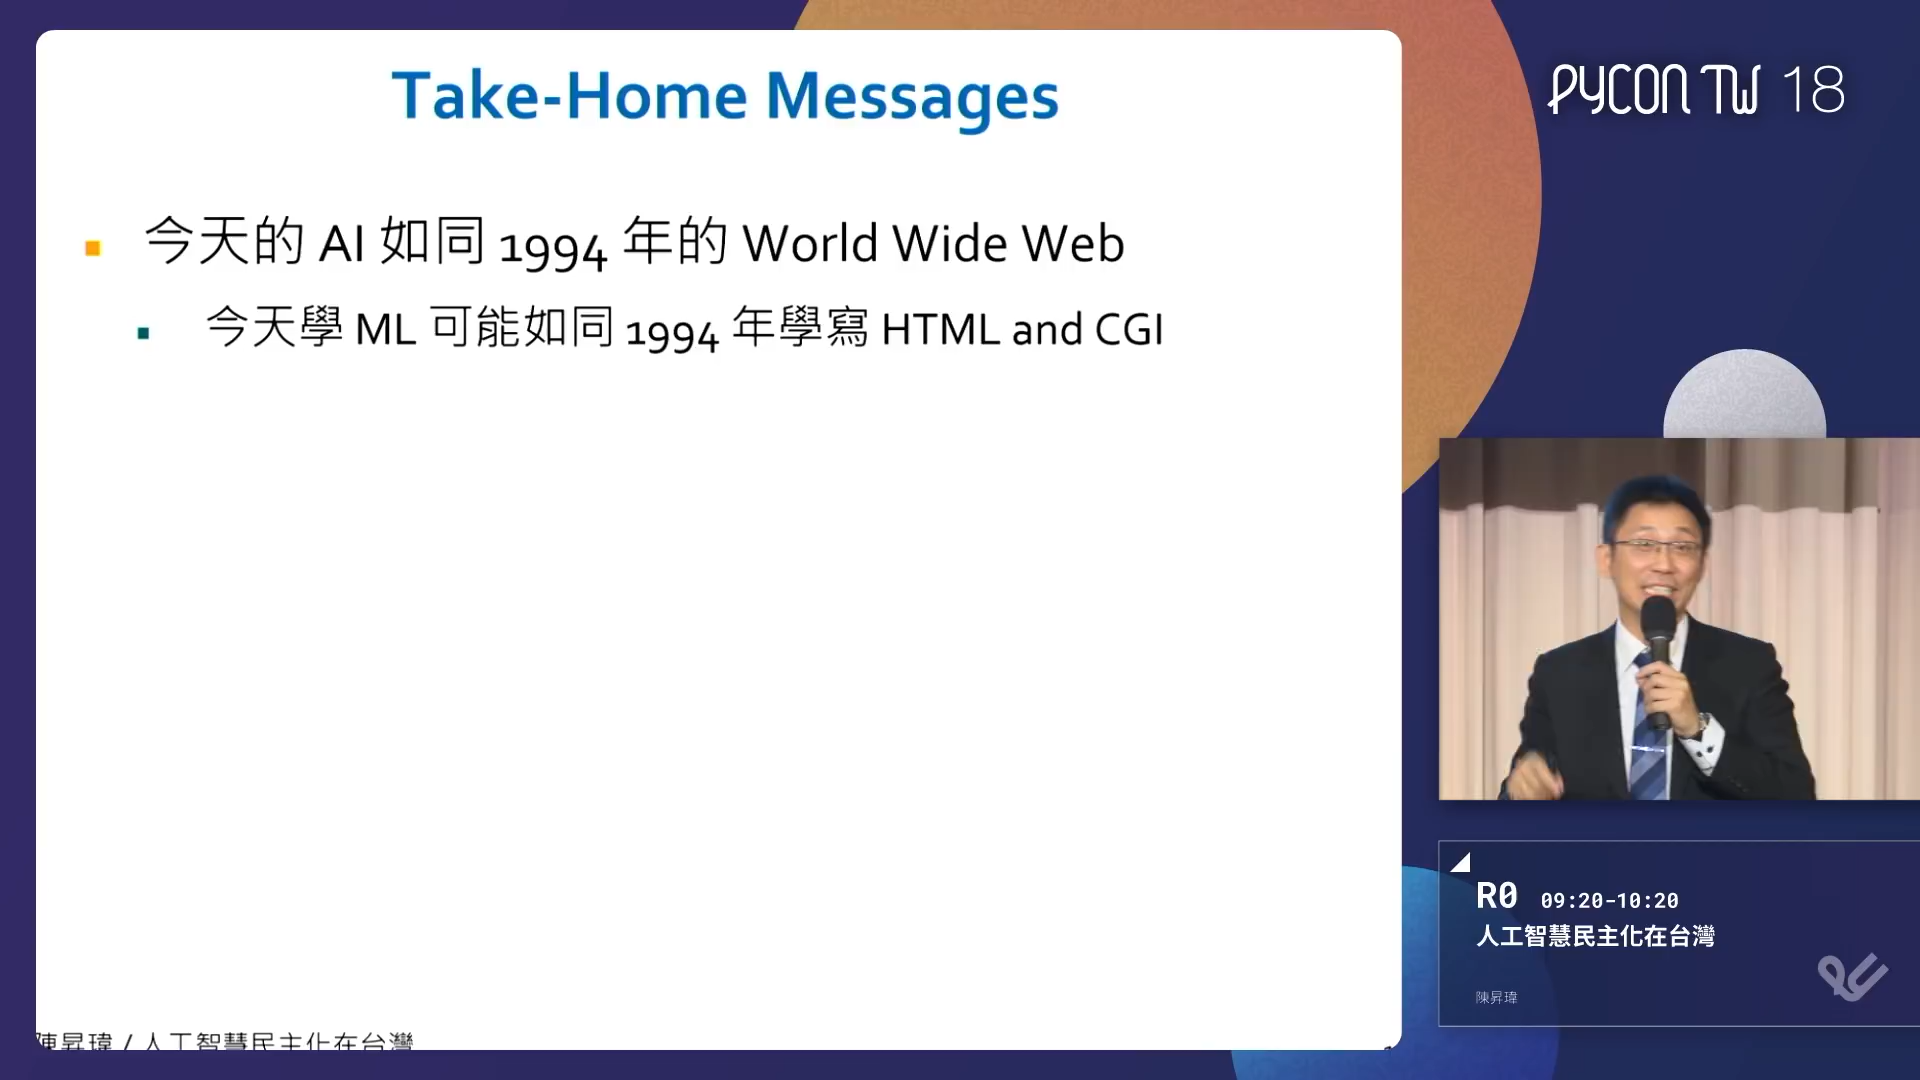 Take-Home Messages
今天的 AI 如同 1994 年的 World Wide Web
今天學 ML 可能如同 1994 年學寫 HTML and CGI
陳昇瑋 / 人工智慧民主化在台灣
PYCON TW 18
R0 09:20-10:20
人工智慧民主化在台灣
陳昇瑋